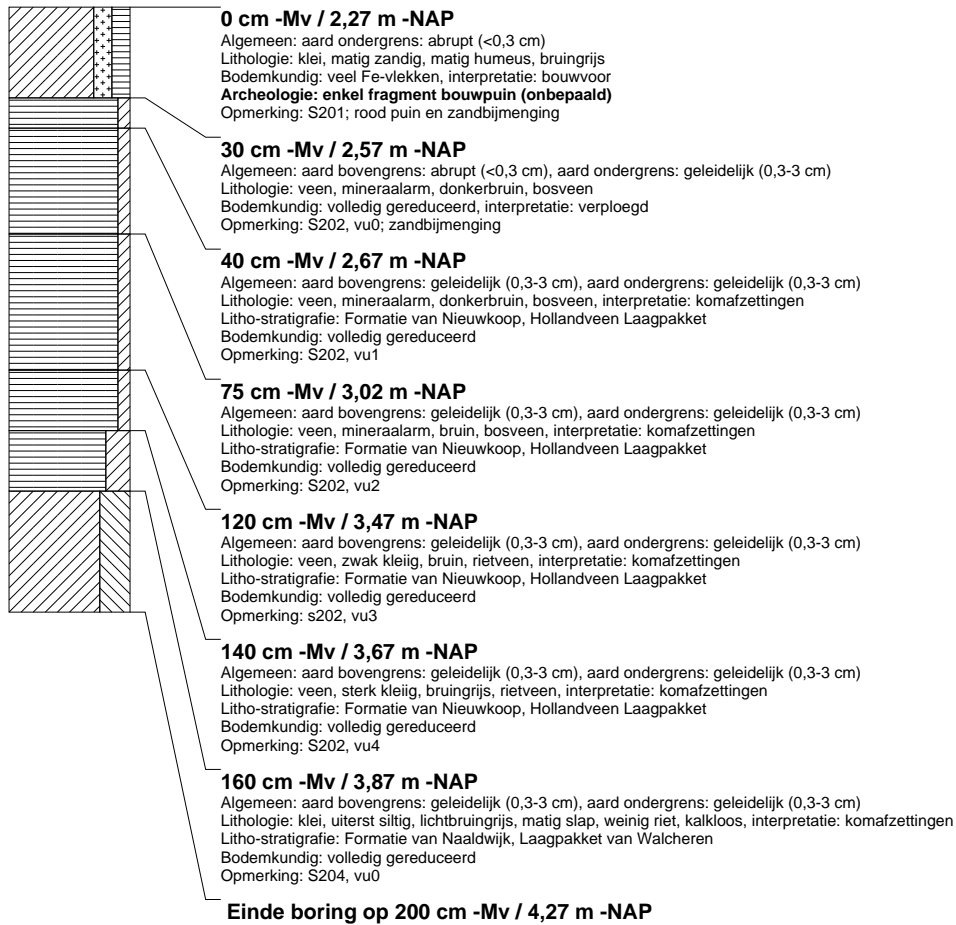 0 cm -Mv / 2,27 m -NAP
Algemeen: aard ondergrens: abrupt (<0,3 cm)
Lithologie: klei, matig zandig, matig humeus, bruingrijs
Bodemkundig: veel Fe-vlekken, interpretatie: bouwvoor
Archeologie: enkel fragment bouwpuin (onbepaald)
Opmerking: S201; rood puin en zandbijmenging
30 cm -Mv / 2,57 m -NAP
Algemeen: aard bovengrens: abrupt (<0,3 cm), aard ondergrens: geleidelijk (0,3-3 cm)
Lithologie: veen, mineraalarm, donkerbruin, bosveen
Bodemkundig: volledig gereduceerd, interpretatie: verploegd
Opmerking: S202, vu0; zandbijmenging
40 cm -Mv / 2,67 m -NAP
Algemeen: aard bovengrens: geleidelijk (0,3-3 cm), aard ondergrens: geleidelijk (0,3-3 cm)
Lithologie: veen, mineraalarm, donkerbruin, bosveen, interpretatie: komafzettingen
Litho-stratigrafie: Formatie van Nieuwkoop, Hollandveen Laagpakket
Bodemkundig: volledig gereduceerd
Opmerking: S202, vu1
75 cm -Mv / 3,02 m -NAP
Algemeen: aard bovengrens: geleidelijk (0,3-3 cm), aard ondergrens: geleidelijk (0,3-3 cm)
Lithologie: veen, mineraalarm, bruin, bosveen, interpretatie: komafzettingen
Litho-stratigrafie: Formatie van Nieuwkoop, Hollandveen Laagpakket
Bodemkundig: volledig gereduceerd
Opmerking: S202, vu2
120 cm -Mv / 3,47 m -NAP
Algemeen: aard bovengrens: geleidelijk (0,3-3 cm), aard ondergrens: geleidelijk (0,3-3 cm)
Lithologie: veen, zwak kleiig, bruin, rietveen, interpretatie: komafzettingen
Litho-stratigrafie: Formatie van Nieuwkoop, Hollandveen Laagpakket
Bodemkundig: volledig gereduceerd
Opmerking: s202, vu3
140 cm -Mv / 3,67 m -NAP
Algemeen: aard bovengrens: geleidelijk (0,3-3 cm), aard ondergrens: geleidelijk (0,3-3 cm)
Lithologie: veen, sterk kleiig, bruingrijs, rietveen, interpretatie: komafzettingen
Litho-stratigrafie: Formatie van Nieuwkoop, Hollandveen Laagpakket
Bodemkundig: volledig gereduceerd
Opmerking: S202, vu4
160 cm -Mv / 3,87 m -NAP
Algemeen: aard bovengrens: geleidelijk (0,3-3 cm), aard ondergrens: geleidelijk (0,3-3 cm)
Lithologie: klei, uiterst siltig, lichtbruingrijs, matig slap, weinig riet, kalkloos, interpretatie: komafzettingen
Litho-stratigrafie: Formatie van Naaldwijk, Laagpakket van Walcheren
Bodemkundig: volledig gereduceerd
Opmerking: S204, vu0
Einde boring op 200 cm -Mv / 4,27 m -NAP